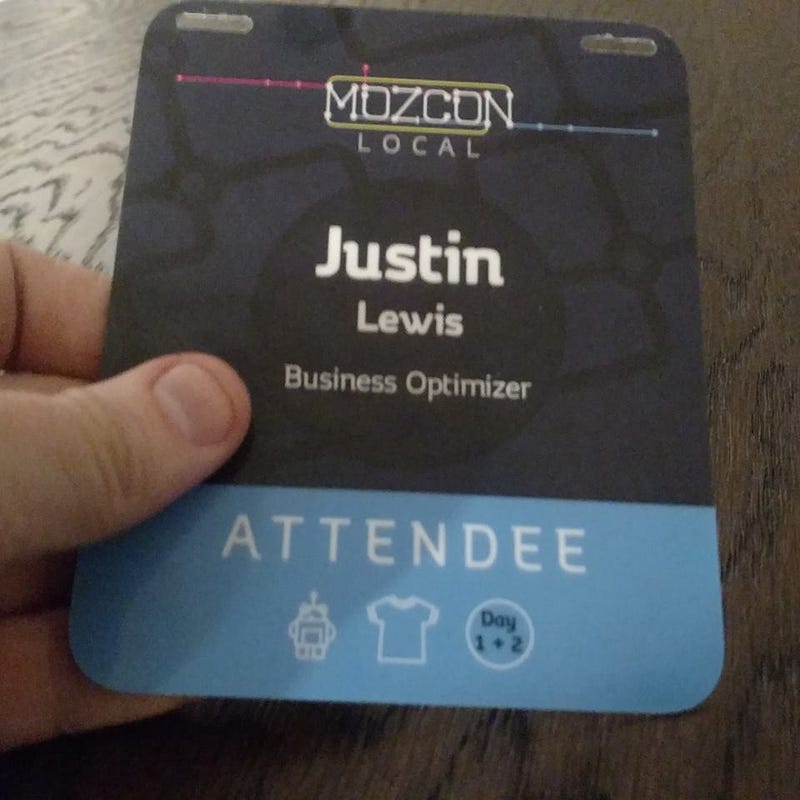 MOZCON
LOCAL
Justin
Lewis
Business Optimizer
ATTENDEE
Day
1 + 2